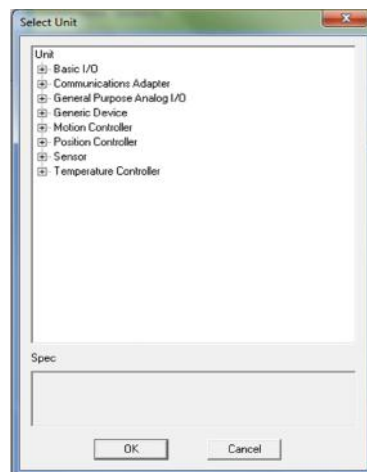 Select Unit
Unit
Basic I/O
Communications Adapter
General Purpose Analog I/O
Generic Device
Motion Controller
Position Controller
Sensor
Temperature Controller
Spec
OK
Cancel